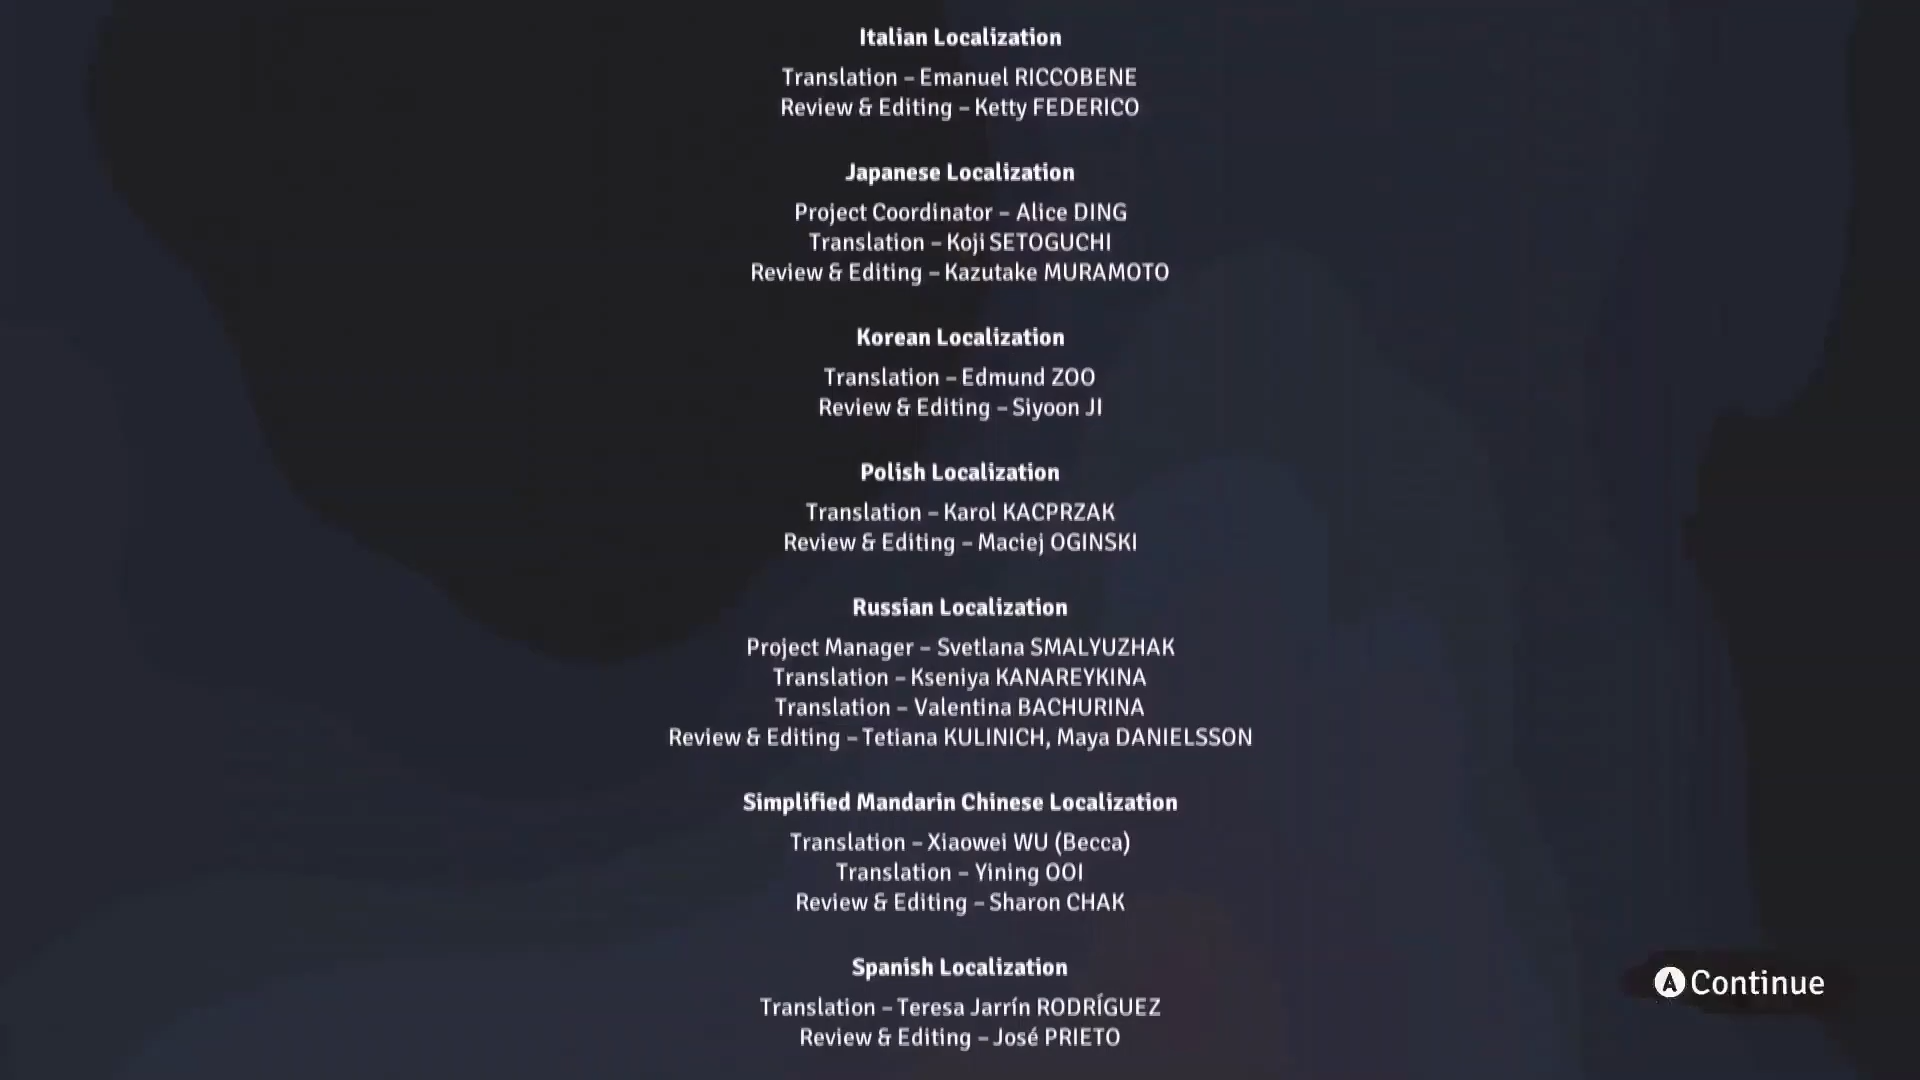 Italian Localization
Translation – Emanuel RICCOBENE
Review & Editing – Ketty FEDERICO
Japanese Localization
Project Coordinator – Alice DING
Translation – Koji SETOGUCHI
Review & Editing – Kazutake MURAMOTO
Korean Localization
Translation – Edmund ZOO
Review & Editing – Siyoon JI
Polish Localization
Translation – Karol KACPRZAK
Review & Editing – Maciej OGINSKI
Russian Localization
Project Manager – Svetlana SMALYUZHAK
Translation – Kseniya KANAREYKINA
Translation – Valentina BACHURINA
Review & Editing – Tetiana KULINICH, Maya DANIELSSON
Simplified Mandarin Chinese Localization
Translation – Xiaowei WU (Becca)
Translation – Yining OOI
Review & Editing – Sharon CHAK
Spanish Localization
Translation – Teresa Jarrín RODRÍGUEZ
Review & Editing – José PRIETO
A Continue